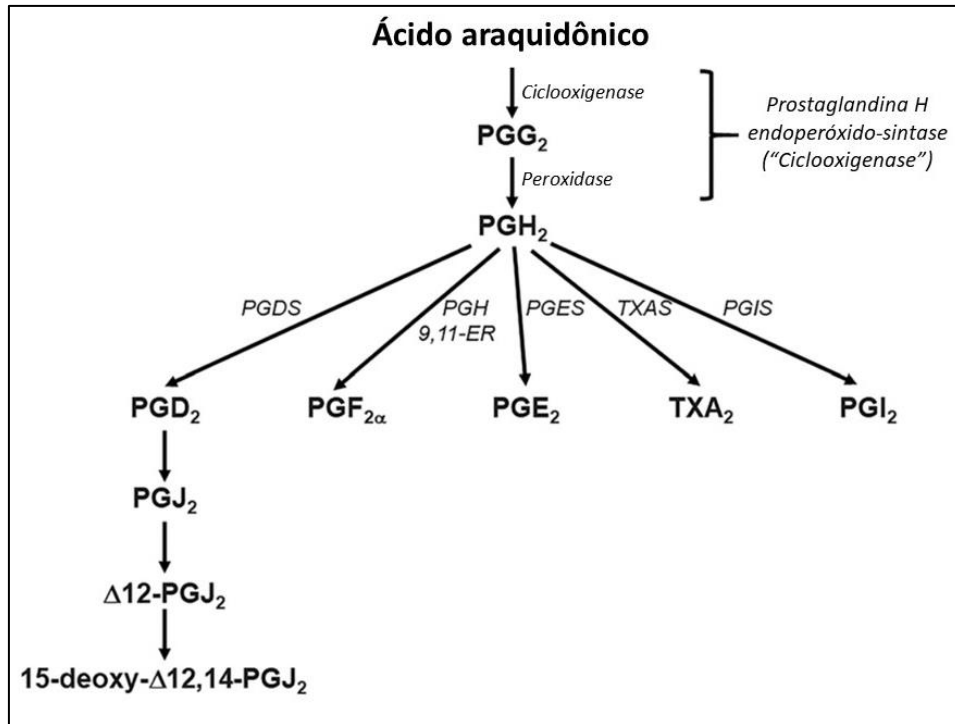 Ácido araquidônico
Ciclooxigenase
Prostaglandina H
endoperóxido-sintase
(“Ciclooxigenase”)
PGG₂
Peroxidase
PGH₂
PGDS
PGH
9,11-ER
PGES
TXAS
PGIS
PGD₂
PGF₂α
PGE₂
TXA₂
PGI₂
PGJ₂
Δ12-PGJ₂
15-deoxy-Δ12,14-PGJ₂